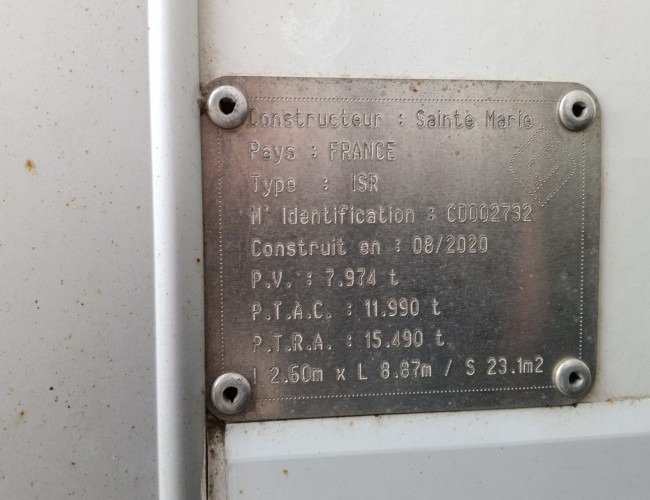 Constructeur : Sainte Marie
Pays : FRANCE
Type : ISR
N° Identification : CD002732
Construit en : 08/2020
P.V. : 7.974 t
P.T.A.C. : 11.990 t
P.T.R.A. : 15.490 t
l 2.60m x L 8.87m / S 23.1m2